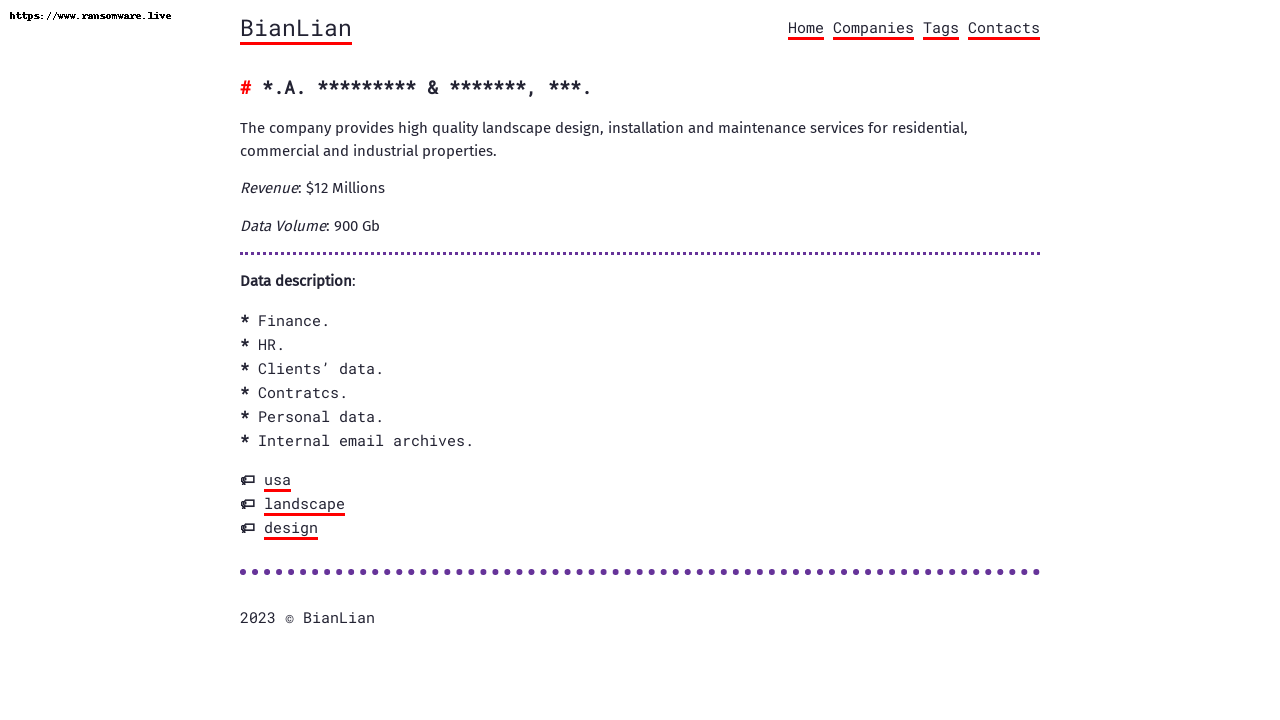 https://www.ransomware.live
BianLian
Home Companies Tags Contacts
# *.A. ********* & *******, ***.
The company provides high quality landscape design, installation and maintenance services for residential,
commercial and industrial properties.
Revenue: $12 Millions
Data Volume: 900 Gb
Data description:
* Finance.
* HR.
* Clients’ data.
* Contratcs.
* Personal data.
* Internal email archives.
usa
landscape
design
2023 © BianLian